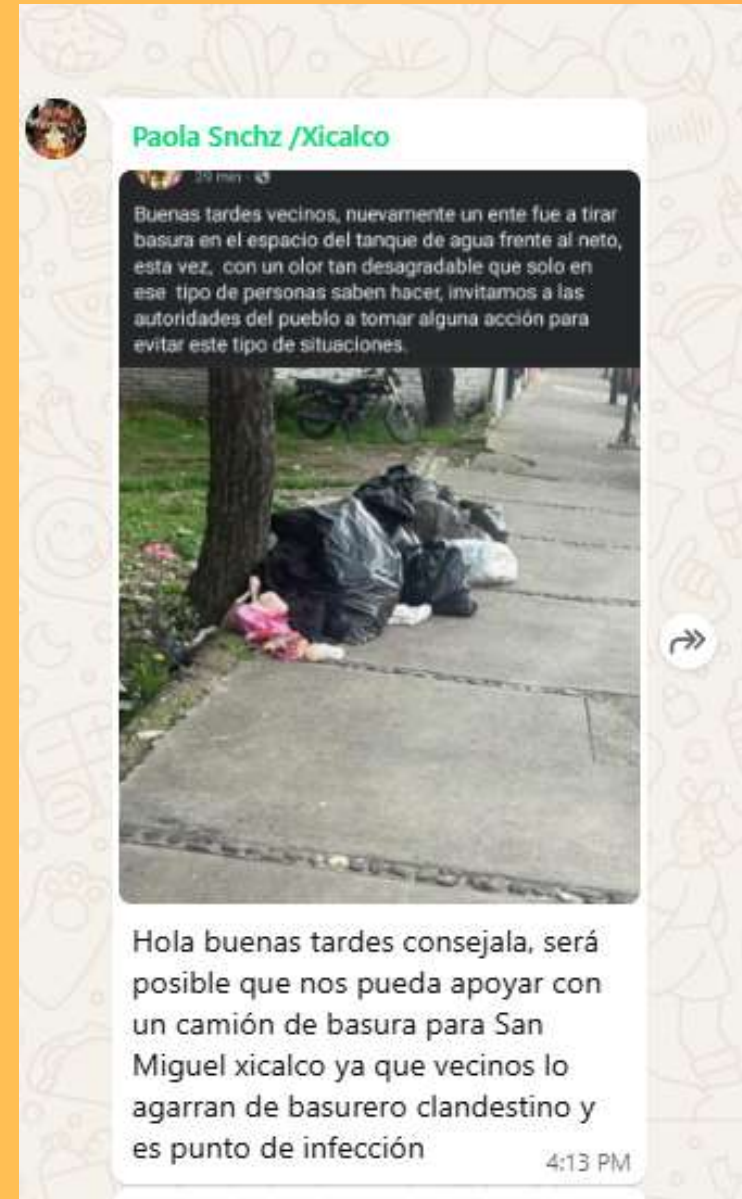 Paola Snchz /Xicalco
39 min
Buenas tardes vecinos, nuevamente un ente fue a tirar
basura en el espacio del tanque de agua frente al neto,
esta vez, con un olor tan desagradable que solo en
ese tipo de personas saben hacer, invitamos a las
autoridades del pueblo a tomar alguna acción para
evitar este tipo de situaciones.
Hola buenas tardes consejala, será
posible que nos pueda apoyar con
un camión de basura para San
Miguel xicalco ya que vecinos lo
agarran de basurero clandestino y
es punto de infección
4:13 PM